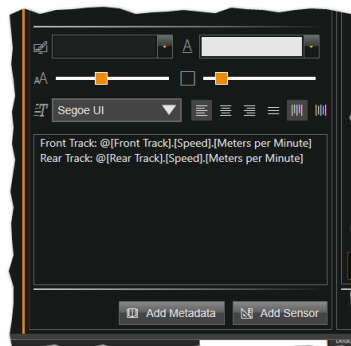 A
AA
T Segoe UI
Front Track: @[Front Track].[Speed].[Meters per Minute]
Rear Track: @[Rear Track].[Speed].[Meters per Minute]
Add Metadata Add Sensor